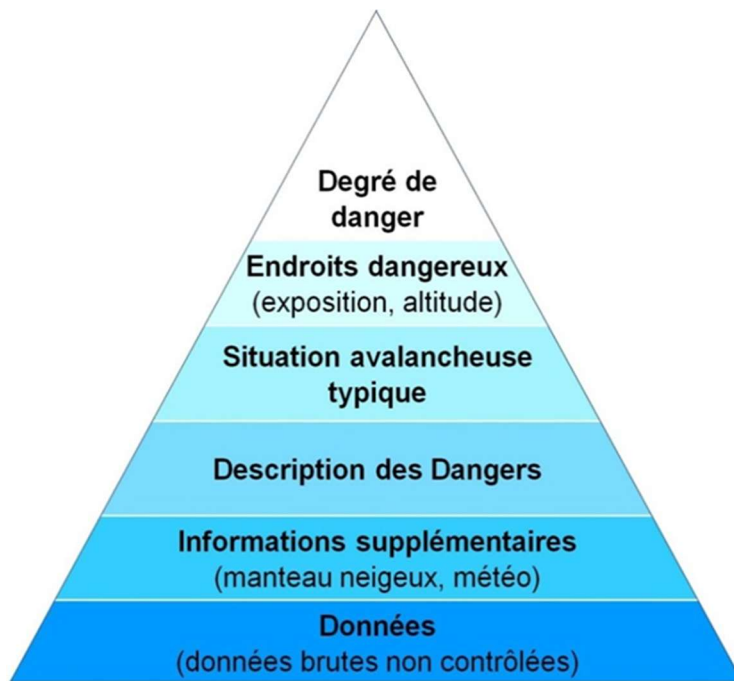 Degré de
danger
Endroits dangereux
(exposition, altitude)
Situation avalancheuse
typique
Description des Dangers
Informations supplémentaires
(manteau neigeux, météo)
Données
(données brutes non contrôlées)